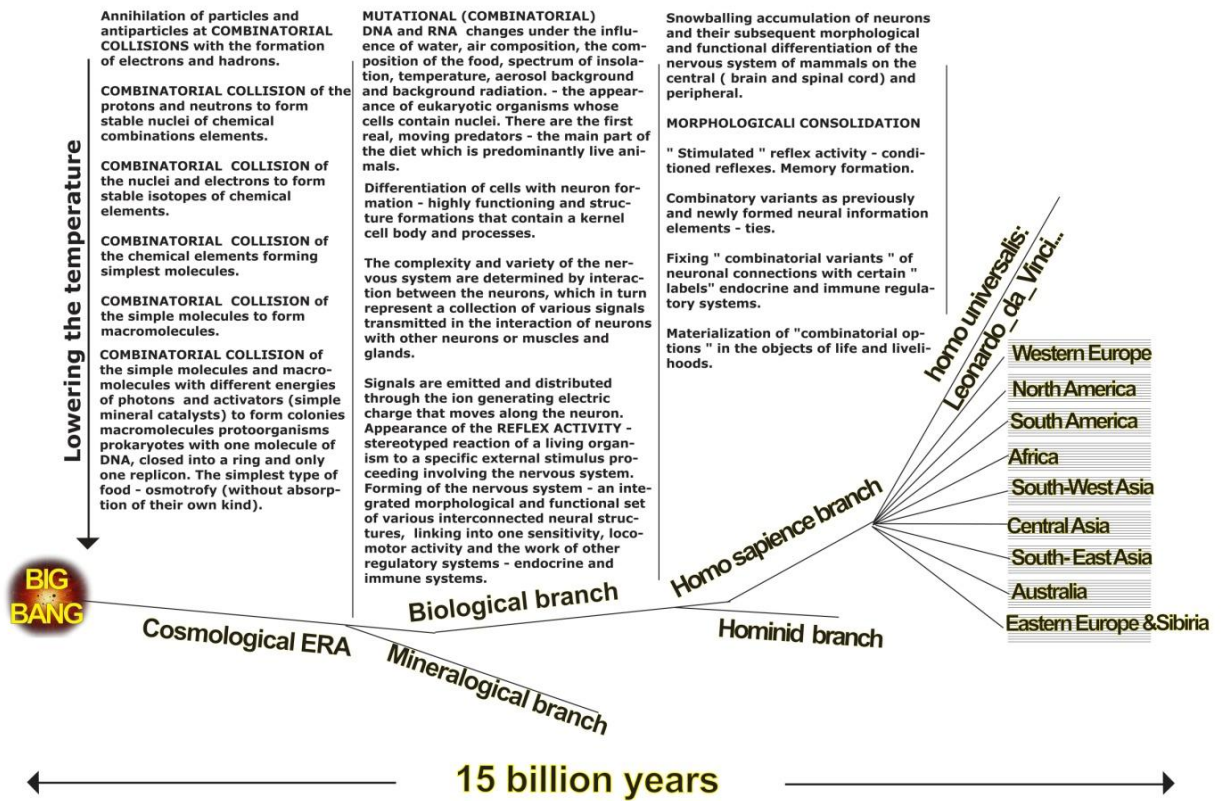 Annihilation of particles and
antiparticles at COMBINATORIAL
COLLISIONS with the formation
of electrons and hadrons.
COMBINATORIAL COLLISION of the
protons and neutrons to form
stable nuclei of chemical
combinations elements.
COMBINATORIAL COLLISION of
the nuclei and electrons to form
stable isotopes of chemical
elements.
COMBINATORIAL COLLISION of
the chemical elements forming
simplest molecules.
COMBINATORIAL COLLISION of
the simple molecules to form
macromolecules.
COMBINATORIAL COLLISION of
the simple molecules and macro-
molecules with different energies
of photons and activators (simple
mineral catalysts) to form colonies
macromolecules protoorganisms
prokaryotes with one molecule of
DNA, closed into a ring and only
one replicon. The simplest type of
food - osmotrofy (without absorp-
tion of their own kind).
Lowering the temperature
MUTATIONAL (COMBINATORIAL)
DNA and RNA changes under the influ-
ence of water, air composition, the com-
position of the food, spectrum of insola-
tion, temperature, aerosol background
and background radiation. - the appear-
ance of eukaryotic organisms whose
cells contain nuclei. There are the first
real, moving predators - the main part of
the diet which is predominantly live ani-
mals.
Differentiation of cells with neuron for-
mation - highly functioning and struc-
ture formations that contain a kernel
cell body and processes.
The complexity and variety of the ner-
vous system are determined by interac-
tion between the neurons, which in turn
represent a collection of various signals
transmitted in the interaction of neurons
with other neurons or muscles and
glands.
Signals are emitted and distributed
through the ion generating electric
charge that moves along the neuron.
Appearance of the REFLEX ACTIVITY -
stereotyped reaction of a living organ-
ism to a specific external stimulus pro-
ceeding involving the nervous system.
Forming of the nervous system - an inte-
grated morphological and functional set
of various interconnected neural struc-
tures, linking into one sensitivity, loco-
motor activity and the work of other
regulatory systems - endocrine and
immune systems.
Snowballing accumulation of neurons
and their subsequent morphological
and functional differentiation of the
nervous system of mammals on the
central ( brain and spinal cord) and
peripheral.
MORPHOLOGICALl CONSOLIDATION
" Stimulated " reflex activity - condi-
tioned reflexes. Memory formation.
Combinatory variants as previously
and newly formed neural information
elements - ties.
Fixing " combinatorial variants " of
neuronal connections with certain "
labels" endocrine and immune regula-
tory systems.
Materialization of "combinatorial op-
tions " in the objects of life and liveli-
hoods.
homo universalis:
Leonardo_da_Vinci...
Western Europe
North America
South America
Africa
South-West Asia
Central Asia
South- East Asia
Australia
Eastern Europe &Sibiria
BIG
BANG
Cosmological ERA
Mineralogical branch
Biological branch
Homo sapience branch
Hominid branch
15 billion years